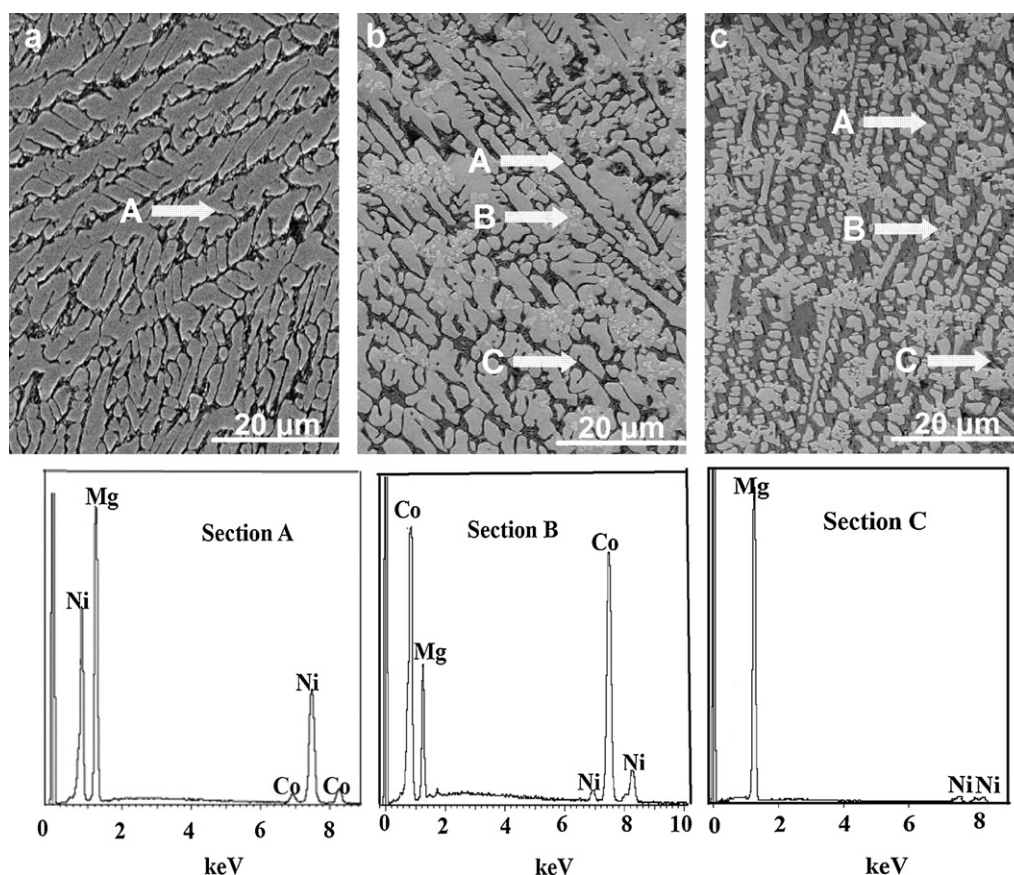 a
A
20 μm
b
A
B
C
20 μm
c
A
B
C
20 μm
Section A
Mg
Ni
Ni
Co
Co
0 2 4 6 8
keV
Section B
Co
Co
Mg
Ni
Ni
0 2 4 6 8 10
keV
Section C
Mg
Ni Ni
0 2 4 6 8
keV